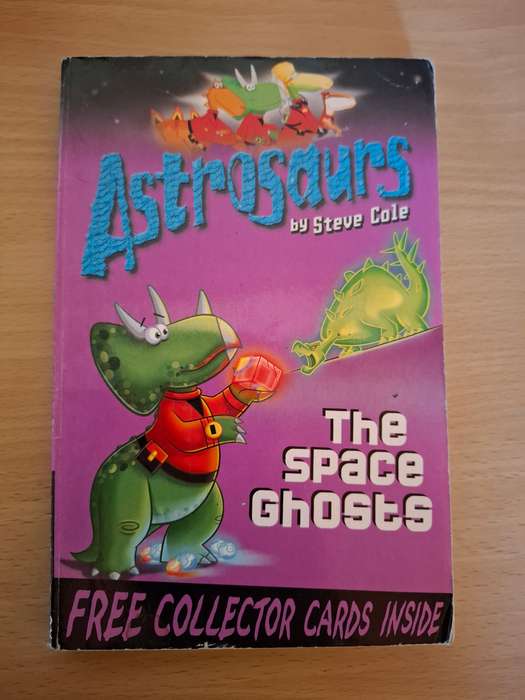 Astrosaurs
by Steve Cole
The
Space
Ghosts
FREE COLLECTOR CARDS INSIDE